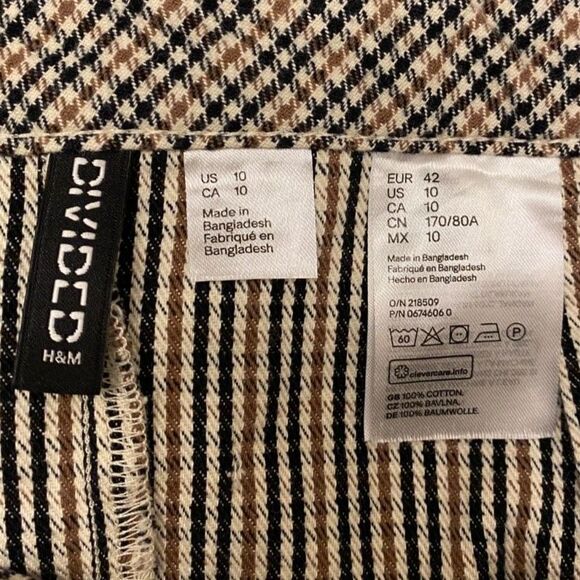 DIVIDED
H&M
US 10
CA 10
Made in
Bangladesh
Fabriqué en
Bangladesh
EUR 42
US 10
CA 10
CN 170/80A
MX 10
Made in Bangladesh
Fabriqué en Bangladesh
Hecho en Bangladesh
O/N 218509
P/N 0674606 0
60
P
clevercare.info
GB 100% COTTON.
CZ 100% BAVLNA.
DE 100% BAUMWOLLE.